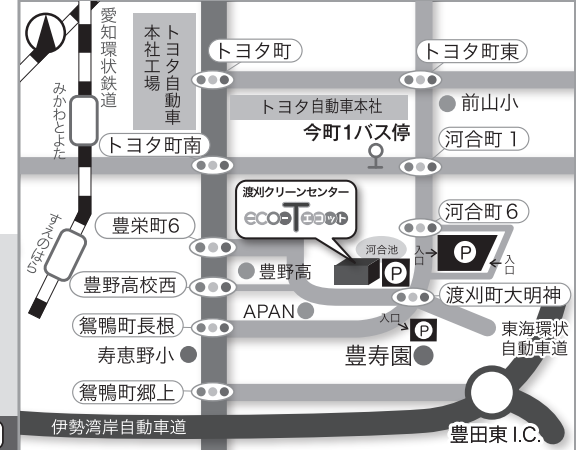 愛知環状鉄道
トヨタ自動車
本社工場
トヨタ町
トヨタ町東
みかわとよた
トヨタ自動車本社
前山小
今町1バス停
トヨタ町南
河合町1
渡刈クリーンセンター
eco-T エコット
豊栄町6
河合町6
すえのはら
河合池
入口
P
入口
豊野高
豊野高校西
P
渡刈町大明神
APAN
鴛鴨町長根
入口
P
東海環状
自動車道
寿恵野小
豊寿園
鴛鴨町郷上
伊勢湾岸自動車道
豊田東 I.C.